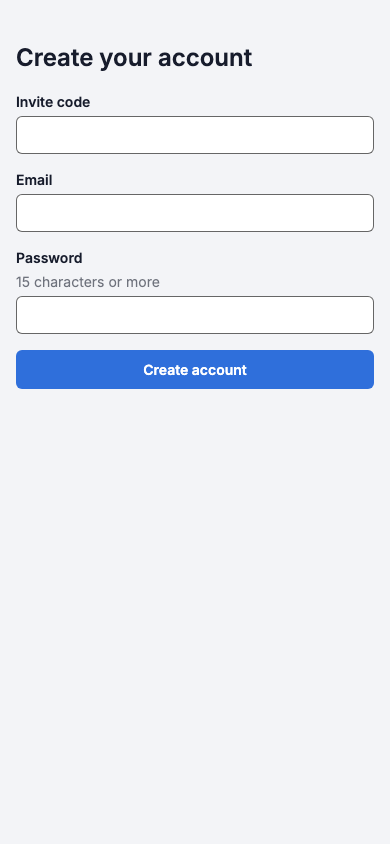 Create your account
Invite code
Email
Password
15 characters or more
Create account